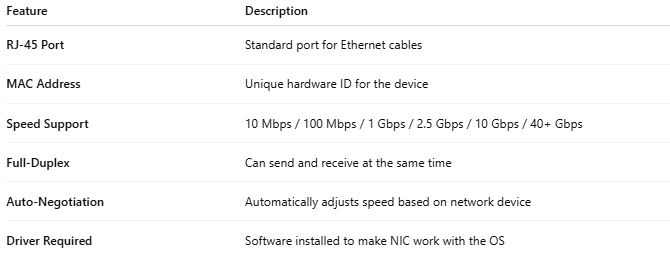 Feature Description
RJ-45 Port Standard port for Ethernet cables
MAC Address Unique hardware ID for the device
Speed Support 10 Mbps / 100 Mbps / 1 Gbps / 2.5 Gbps / 10 Gbps / 40+ Gbps
Full-Duplex Can send and receive at the same time
Auto-Negotiation Automatically adjusts speed based on network device
Driver Required Software installed to make NIC work with the OS